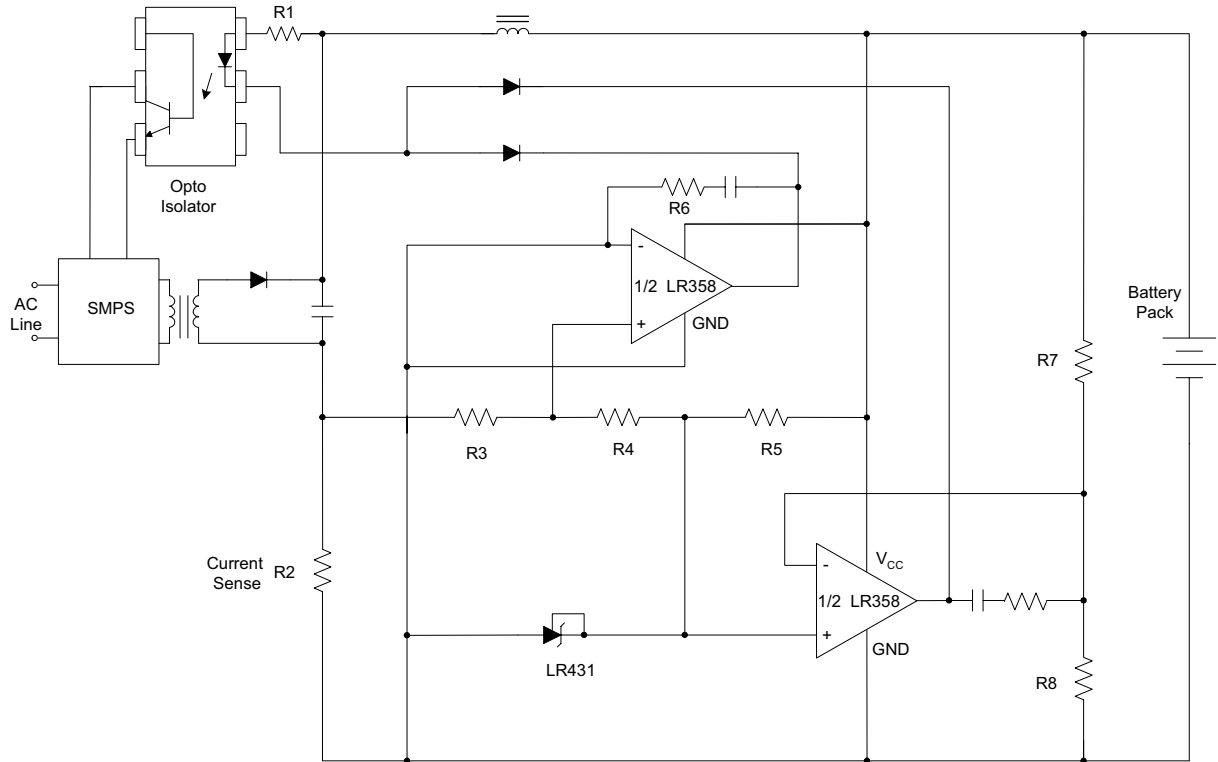 R1
Opto
Isolator
R6
-
1/2 LR358
GND
+
AC
Line
SMPS
Battery
Pack
R7
R3
R4
R5
Current
Sense
R2
VCC
-
1/2 LR358
+
GND
LR431
R8